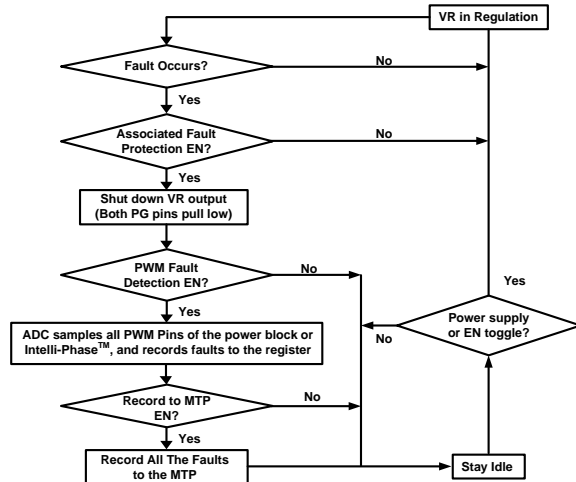 VR in Regulation
Fault Occurs?
No
Yes
Associated Fault
Protection EN?
No
Yes
Shut down VR output
(Both PG pins pull low)
PWM Fault
Detection EN?
No
Yes
Yes
Power supply
or EN toggle?
No
ADC samples all PWM Pins of the power block or
Intelli-Phase™, and records faults to the register
Record to MTP
EN?
No
Yes
Record All The Faults
to the MTP
Stay Idle